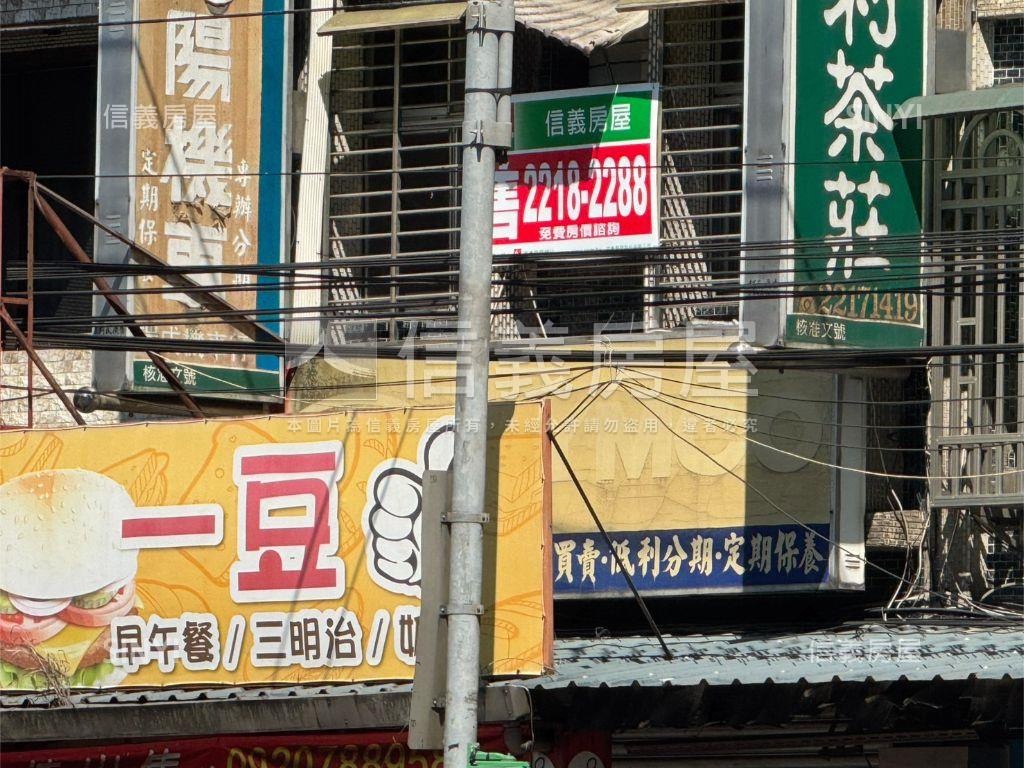 陽機車
定期保
專辦分期
核准文號
信義房屋
售 2218-2288
免費房價諮詢
利茶莊
22171419
核准文號
信義房屋
信義房屋
本圖片為信義房屋所有，未經允許請勿盜用，違者必究
一豆
早午餐/三明治/
買賣·低利分期·定期保養
信義房屋